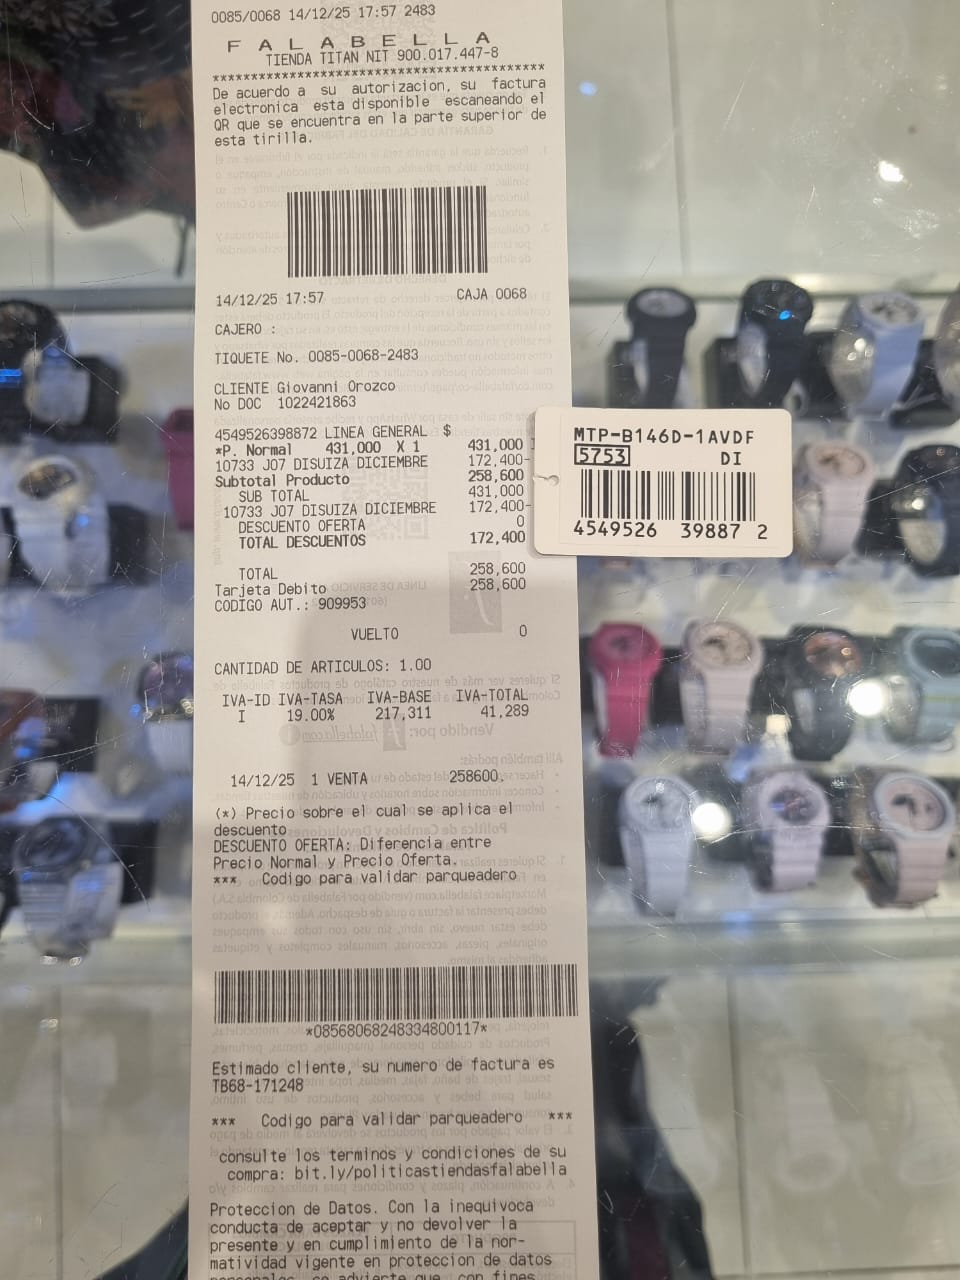 0085/0068 14/12/25 17:57 2483
F A L A B E L L A
TIENDA TITAN NIT 900.017.447-8
******************************************
De acuerdo a su autorizacion, su factura
electronica esta disponible escaneando el
QR que se encuentra en la parte superior de
esta tirilla.
14/12/25 17:57 CAJA 0068
CAJERO :
TIQUETE No. 0085-0068-2483
CLIENTE Giovanni Orozco
No DOC 1022421863
4549526398872 LINEA GENERAL $
*P. Normal 431,000 X 1 431,000
10733 J07 DISUIZA DICIEMBRE 172,400-
Subtotal Producto 258,600
SUB TOTAL 431,000
10733 J07 DISUIZA DICIEMBRE 172,400-
DESCUENTO OFERTA 0
TOTAL DESCUENTOS 172,400
TOTAL 258,600
Tarjeta Debito 258,600
CODIGO AUT.: 909953
VUELTO 0
CANTIDAD DE ARTICULOS: 1.00
IVA-ID IVA-TASA IVA-BASE IVA-TOTAL
I 19.00% 217,311 41,289
14/12/25 1 VENTA 258600.
(*) Precio sobre el cual se aplica el
descuento
DESCUENTO OFERTA: Diferencia entre
Precio Normal y Precio Oferta.
*** Codigo para validar parqueadero
*08568068248334800117*
Estimado cliente, su numero de factura es
TB68-171248
*** Codigo para validar parqueadero ***
consulte los terminos y condiciones de su
compra: bit.ly/politicastiendasfalabella
Proteccion de Datos. Con la inequivoca
conducta de aceptar y no devolver la
presente y en cumplimiento de la nor-
matividad vigente en proteccion de datos
personales, se advierte que, con fines
MTP-B146D-1AVDF
5753 DI
4549526 39887 2